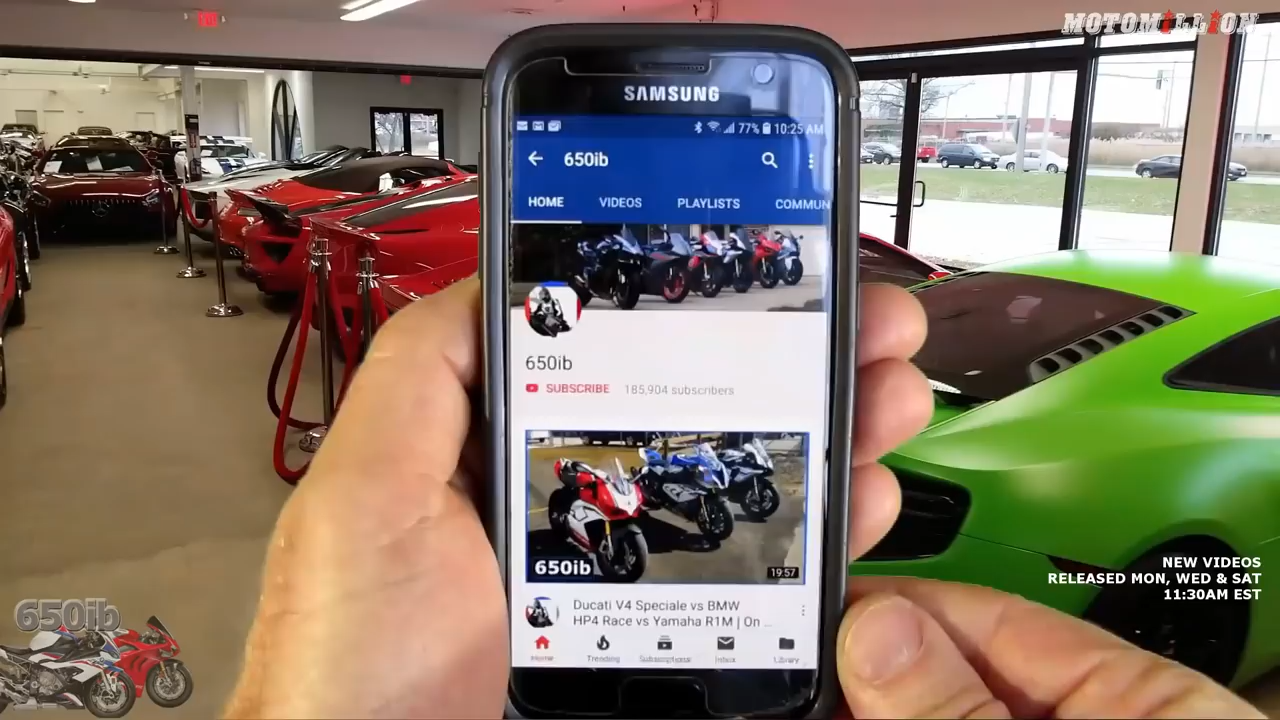 MOTOMILLION
SAMSUNG
77% 10:25 AM
650ib
HOME VIDEOS PLAYLISTS COMMUN
650ib
SUBSCRIBE 185,904 subscribers
650ib
19:57
Ducati V4 Speciale vs BMW
HP4 Race vs Yamaha R1M | On ...
Home Trending Subscriptions Inbox Library
NEW VIDEOS
RELEASED MON, WED & SAT
11:30AM EST
650ib